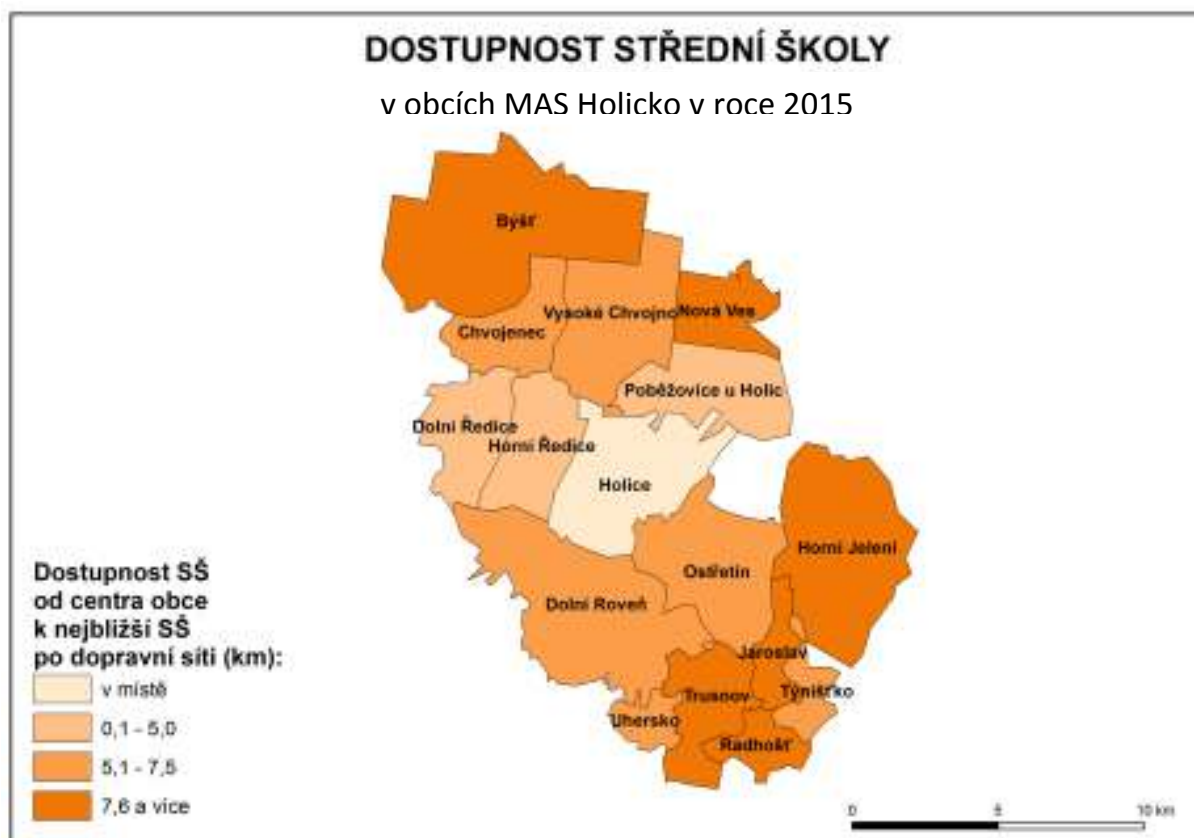 DOSTUPNOST STŘEDNÍ ŠKOLY
v obcích MAS Holicko v roce 2015
Býšť
Vysoké Chvojno
Nová Ves
Chvojenec
Poběžovice u Holic
Dolní Ředice
Horní Ředice
Holice
Horní Jelení
Ostřetín
Dolní Roveň
Jaroslav
Týnišťko
Trusnov
Uhersko
Radhošť
Dostupnost SŠ
od centra obce
k nejbližší SŠ
po dopravní síti (km):
v místě
0,1 - 5,0
5,1 - 7,5
7,6 a více
0 5 10 km